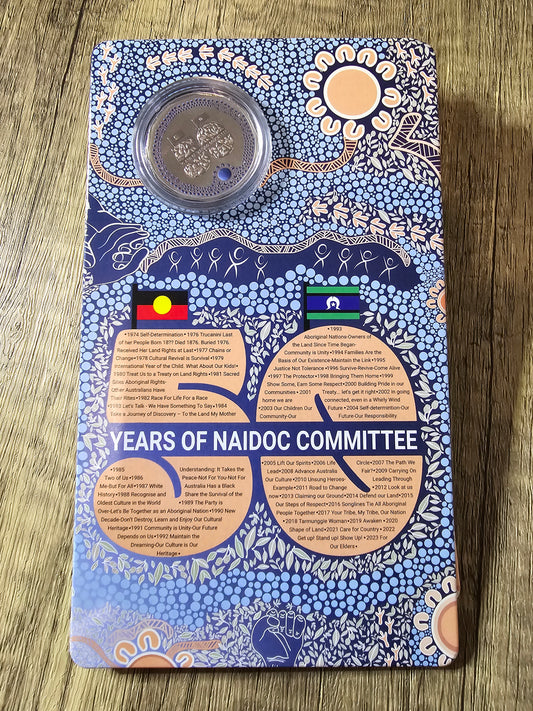 •1974 Self-Determination• •1976 Trucanini Last
of her People Born 18?? Died 1876. Buried 1976
Received Her Land Rights at Last• 1977 Chains or
Change•1978 Cultural Revival is Survival •1979
International Year of the Child. What About Our Kids!•
•1980 Treat Us to a Treaty on Land Rights •1981 Sacred
Sites Aboriginal Rights-
Other Australians Have
Their Rites•1982 Race For Life For a Race
•1983 Let's Talk - We Have Something To Say •1984
Take a Journey of Discovery – To the Land My Mother
•1993
Aboriginal Nations-Owners of
the Land Since Time Began-
Community is Unity •1994 Families Are the
Basis of Our Existence-Maintain the Link •1995
Justice Not Tolerance •1996 Survive-Revive-Come Alive
•1997 The Protector•1998 Bringing Them Home •1999
Show Some, Earn Some Respect•2000 Building Pride in our
Communities •2001 Treaty... let's get it right•2002 In going
home we are connected, even in a Whirly Wind
•2003 Our Children Our Future •2004 Self-determination-Our
Community-Our Future-Our Responsibility
YEARS OF NAIDOC COMMITTEE
•1985
Two of Us •1986
Me-But For All•1987 White
History•1988 Recognise and
Oldest Culture in the World
Over-Let's Be Together as an Aboriginal Nation•1990 New
Decade-Don't Destroy, Learn and Enjoy Our Cultural
Heritage•1991 Community is Unity-Our Future
Depends on Us•1992 Maintain the
Dreaming-Our Culture is Our
Heritage•
Understanding: It Takes the
Peace-Not For You-Not For
Australia Has a Black
Share the Survival of the
•1989 The Party is
•2005 Lift Our Spirits•2006 Life
Lead•2008 Advance Australia
Our Culture•2010 Unsung Heroes-
Example•2011 Road to Change
now•2013 Claiming our Ground•2014 Defend our Land•2015
Our Steps of Respect•2016 Songlines Tie All Aboriginal
People Together •2017 Your Tribe, My Tribe, Our Nation
•2018 Tarnunggie Woman •2019 Awaken •2020
Shape of Land•2021 Care for Country •2022
Get up! Stand up! Show Up! •2023 For
Our Elders•
Circle•2007 The Path We
Fair?•2009 Carrying On
Leading Through
•2012 Look at us